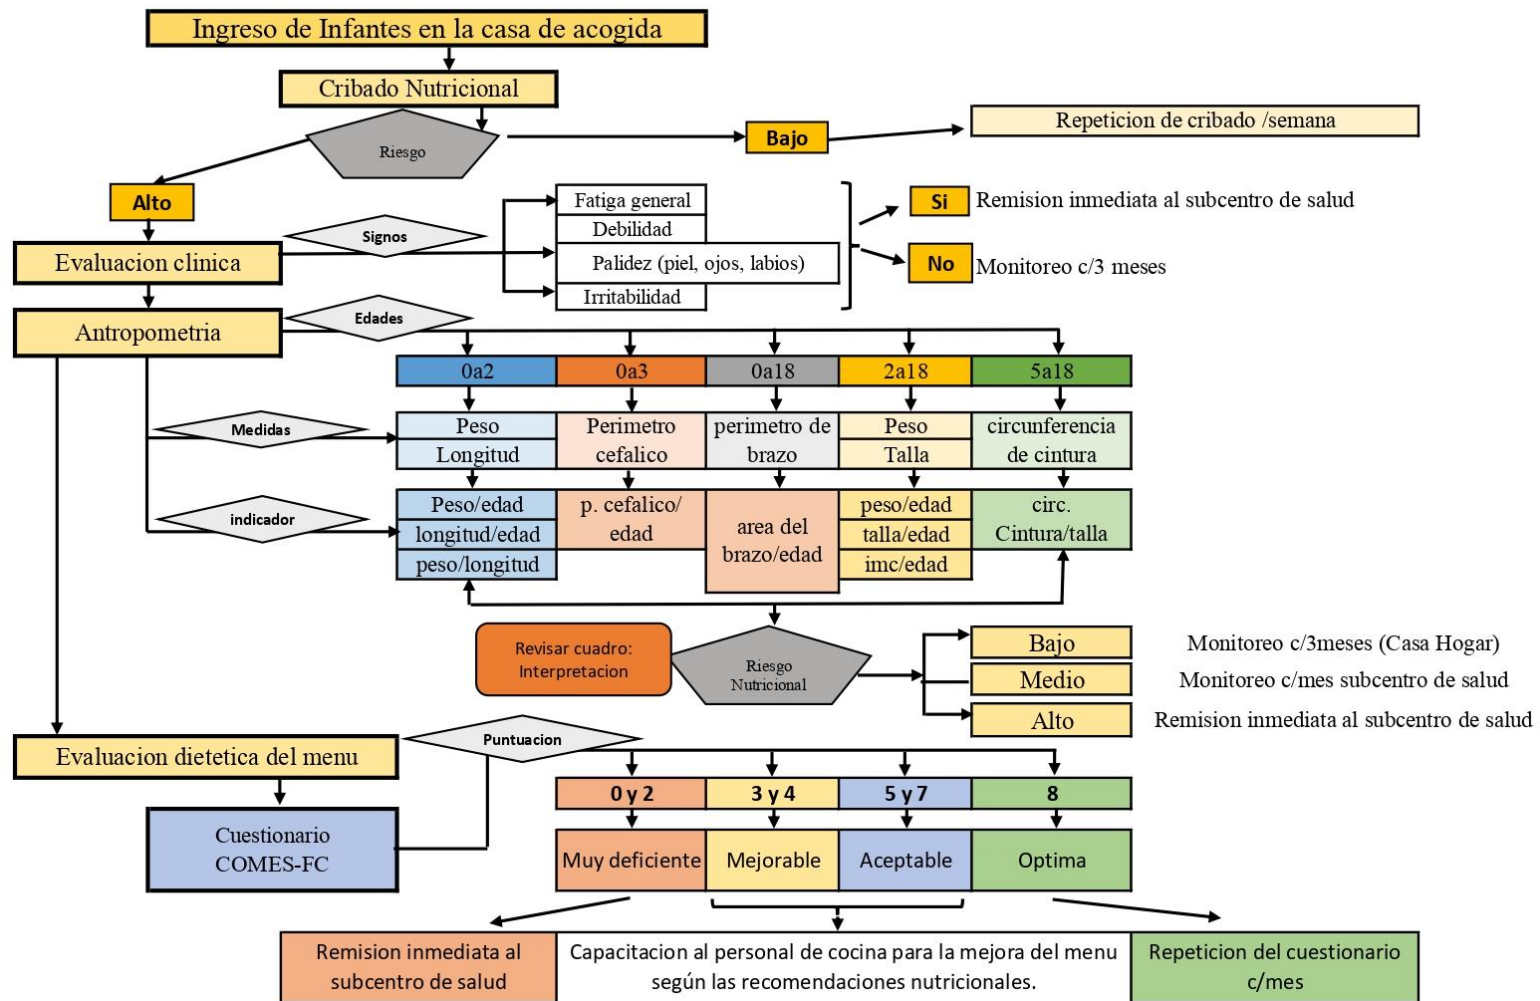 Ingreso de Infantes en la casa de acogida
Cribado Nutricional
Riesgo
Bajo
Repeticion de cribado /semana
Alto
Evaluacion clinica
Signos
Fatiga general
Debilidad
Palidez (piel, ojos, labios)
Irritabilidad
Si
Remision inmediata al subcentro de salud
No
Monitoreo c/3 meses
Antropometria
Edades
0a2
0a3
0a18
2a18
5a18
Medidas
Peso
Longitud
Perimetro
cefalico
perimetro de
brazo
Peso
Talla
circunferencia
de cintura
indicador
Peso/edad
longitud/edad
peso/longitud
p. cefalico/
edad
area del
brazo/edad
peso/edad
talla/edad
imc/edad
circ.
Cintura/talla
Revisar cuadro:
Interpretacion
Riesgo
Nutricional
Bajo
Monitoreo c/3meses (Casa Hogar)
Medio
Monitoreo c/mes subcentro de salud
Alto
Remision inmediata al subcentro de salud
Evaluacion dietetica del menu
Puntuacion
Cuestionario
COMES-FC
0 y 2
3 y 4
5 y 7
8
Muy deficiente
Mejorable
Aceptable
Optima
Remision inmediata al
subcentro de salud
Capacitacion al personal de cocina para la mejora del menu
según las recomendaciones nutricionales.
Repeticion del cuestionario
c/mes